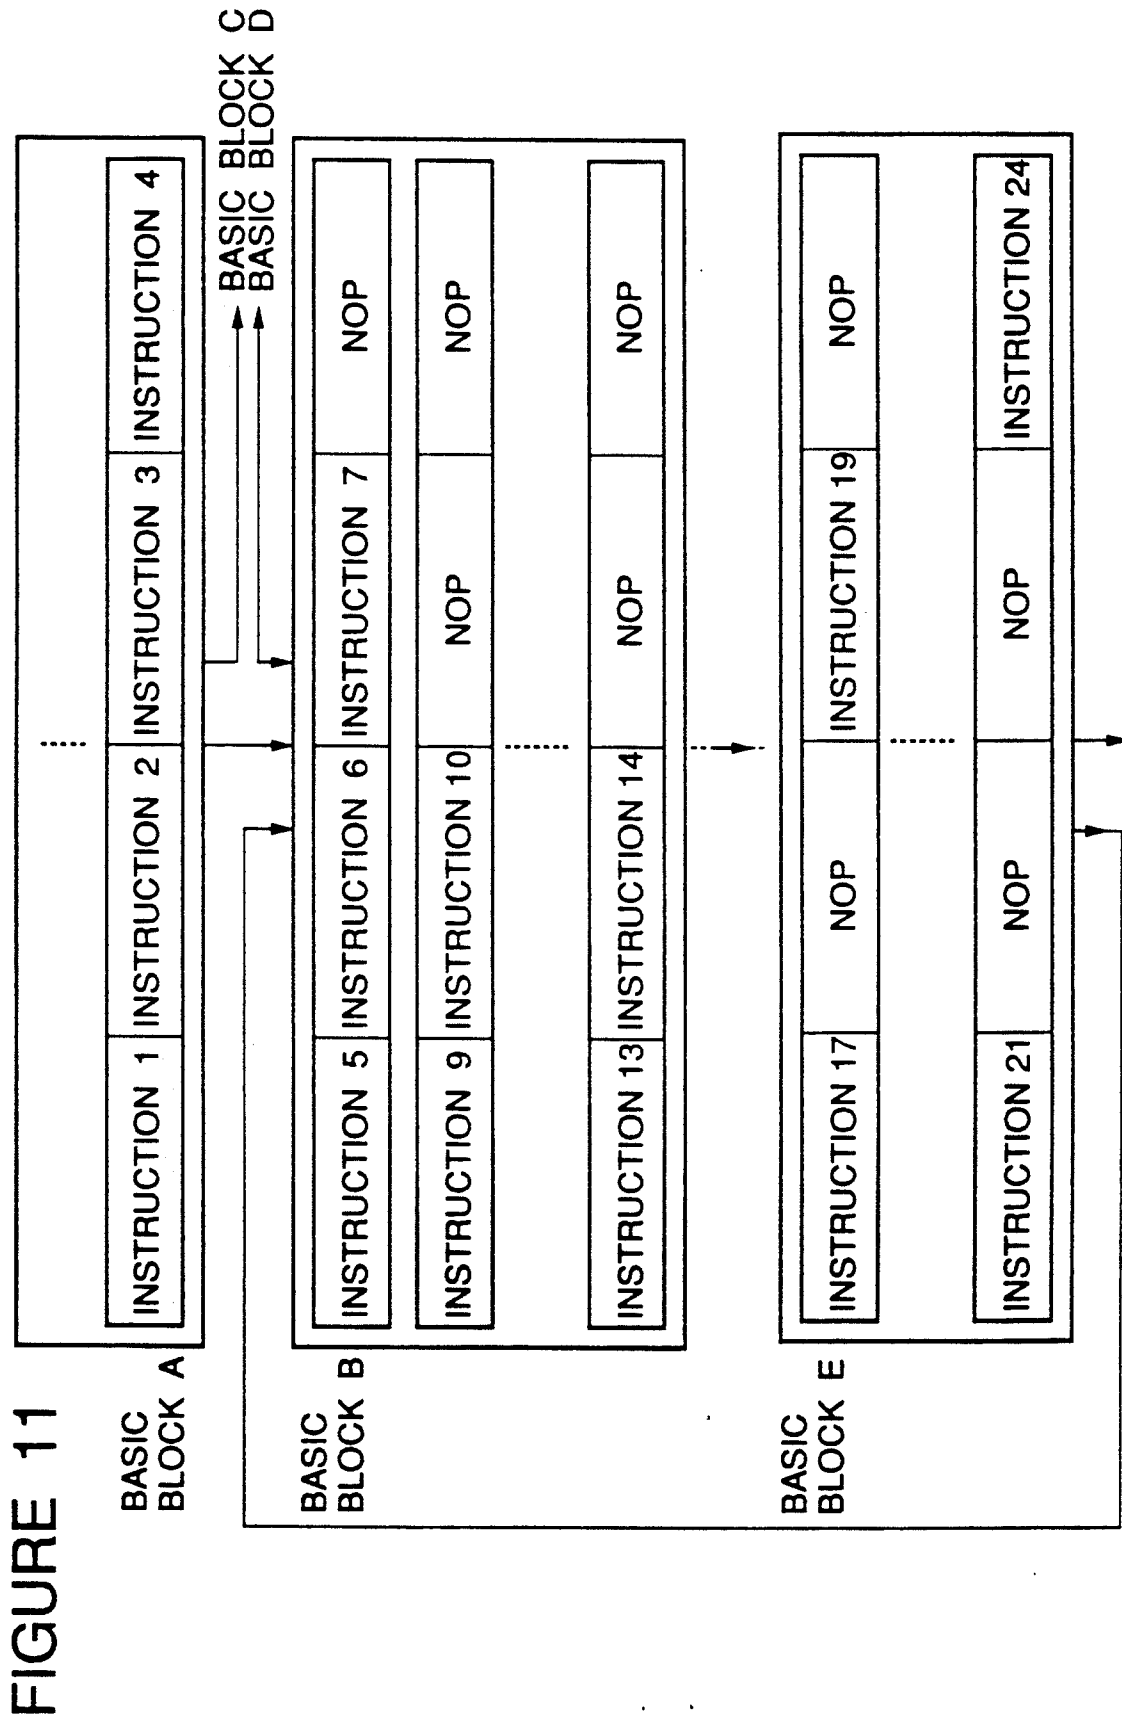 FIGURE 11
BASIC
BLOCK A
INSTRUCTION 1
INSTRUCTION 2
INSTRUCTION 3
INSTRUCTION 4
BASIC BLOCK C
BASIC BLOCK D
BASIC
BLOCK B
INSTRUCTION 5
INSTRUCTION 6
INSTRUCTION 7
NOP
INSTRUCTION 9
INSTRUCTION 10
NOP
NOP
INSTRUCTION 13
INSTRUCTION 14
NOP
NOP
BASIC
BLOCK E
INSTRUCTION 17
NOP
INSTRUCTION 19
NOP
INSTRUCTION 21
NOP
NOP
INSTRUCTION 24